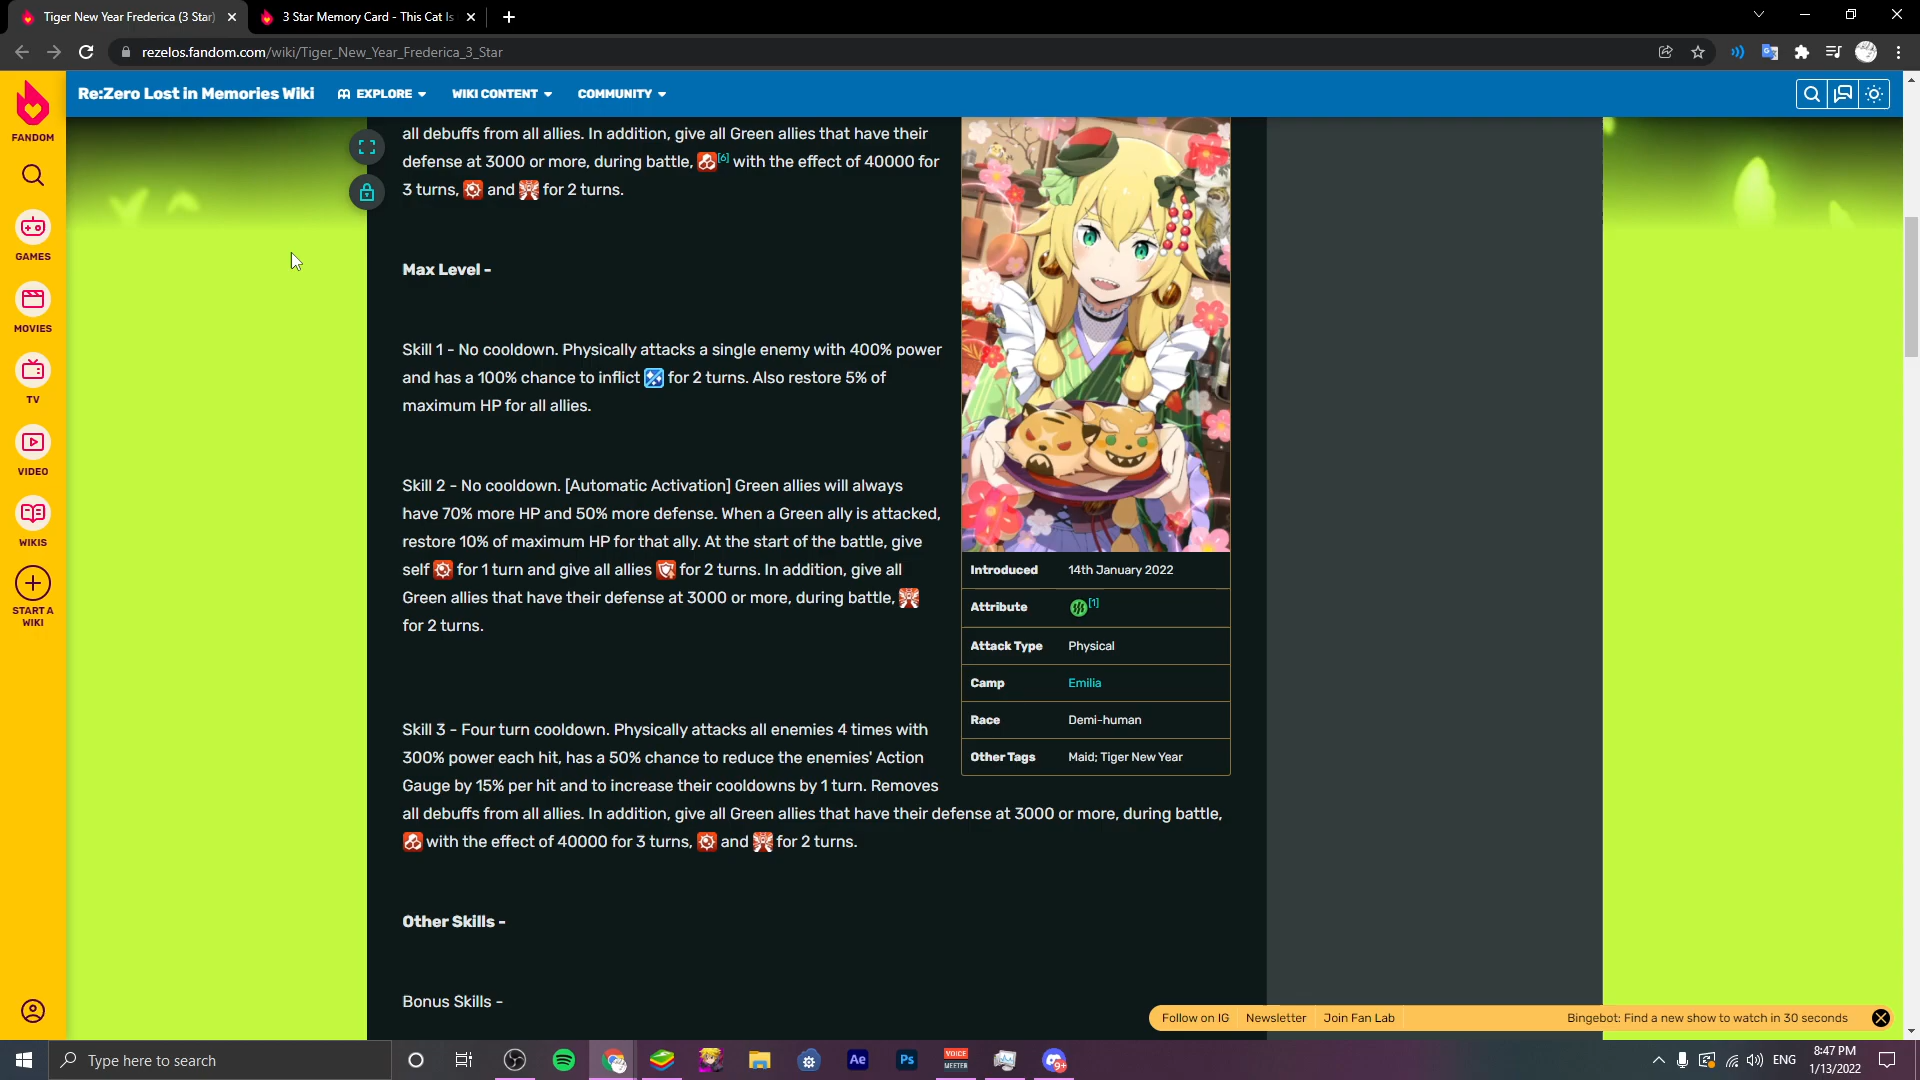 Tiger New Year Frederica (3 Star)
3 Star Memory Card - This Cat Is
rezelos.fandom.com/wiki/Tiger_New_Year_Frederica_3_Star
FANDOM
Re:Zero Lost in Memories Wiki
EXPLORE
WIKI CONTENT
COMMUNITY
GAMES
MOVIES
TV
VIDEO
WIKIS
START A
WIKI
all debuffs from all allies. In addition, give all Green allies that have their
defense at 3000 or more, during battle, [6] with the effect of 40000 for
3 turns, and for 2 turns.
Max Level -
Skill 1 - No cooldown. Physically attacks a single enemy with 400% power
and has a 100% chance to inflict for 2 turns. Also restore 5% of
maximum HP for all allies.
Skill 2 - No cooldown. [Automatic Activation] Green allies will always
have 70% more HP and 50% more defense. When a Green ally is attacked,
restore 10% of maximum HP for that ally. At the start of the battle, give
self for 1 turn and give all allies for 2 turns. In addition, give all
Green allies that have their defense at 3000 or more, during battle,
for 2 turns.
Skill 3 - Four turn cooldown. Physically attacks all enemies 4 times with
300% power each hit, has a 50% chance to reduce the enemies' Action
Gauge by 15% per hit and to increase their cooldowns by 1 turn. Removes
all debuffs from all allies. In addition, give all Green allies that have their defense at 3000 or more, during battle,
with the effect of 40000 for 3 turns, and for 2 turns.
Other Skills -
Bonus Skills -
Introduced 14th January 2022
Attribute [1]
Attack Type Physical
Camp Emilia
Race Demi-human
Other Tags Maid; Tiger New Year
Follow on IG Newsletter Join Fan Lab Bingebot: Find a new show to watch in 30 seconds
Type here to search
Ae
Ps
VOICE
MEETER
9+
ENG
8:47 PM
1/13/2022